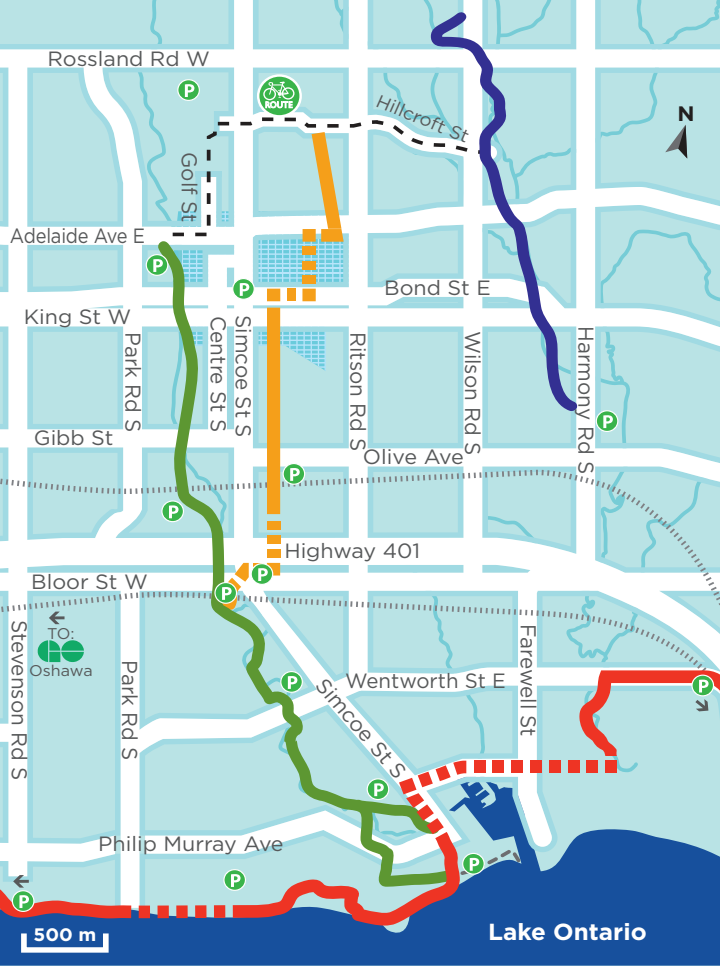 Rossland Rd W
P
ROUTE
Hillcroft St
N
Golf St
Adelaide Ave E
P
P
Bond St E
King St W
Park Rd S
Centre St S
Simcoe St S
Ritson Rd S
Wilson Rd S
Harmony Rd S
P
Gibb St
Olive Ave
P
P
Highway 401
P
Bloor St W
P
TO:
GO
Oshawa
Stevenson Rd S
Park Rd S
Farewell St
Wentworth St E
P
P
Simcoe St S
P
Philip Murray Ave
P
P
P
500 m
Lake Ontario